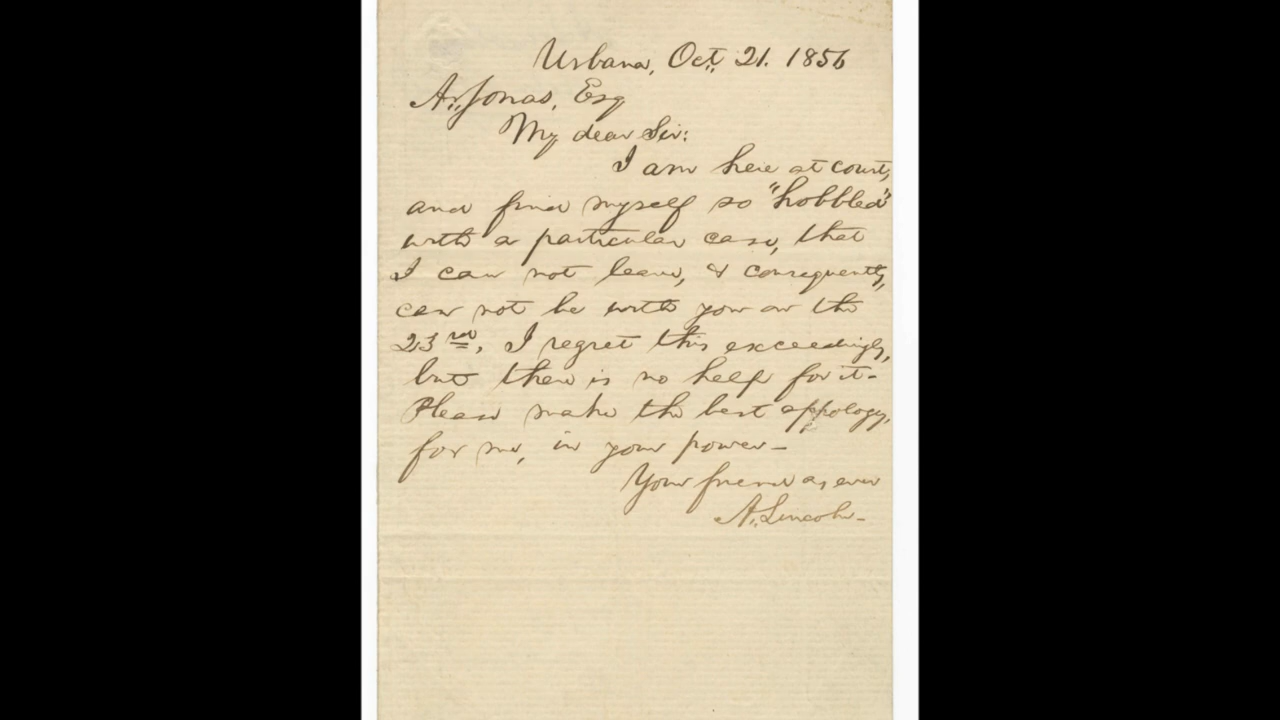 Urbana, Oct. 21. 1856
A. Jonas, Esq
My dear Sir:
I am here at court,
and find myself so "hobbled"
with a particular case, that
I can not leave, & consequently,
can not be with you on the
23rd. I regret this exceedingly,
but there is no help for it-
Please make the best appology,
for me, in your power-
Your friend as ever
A. Lincoln-